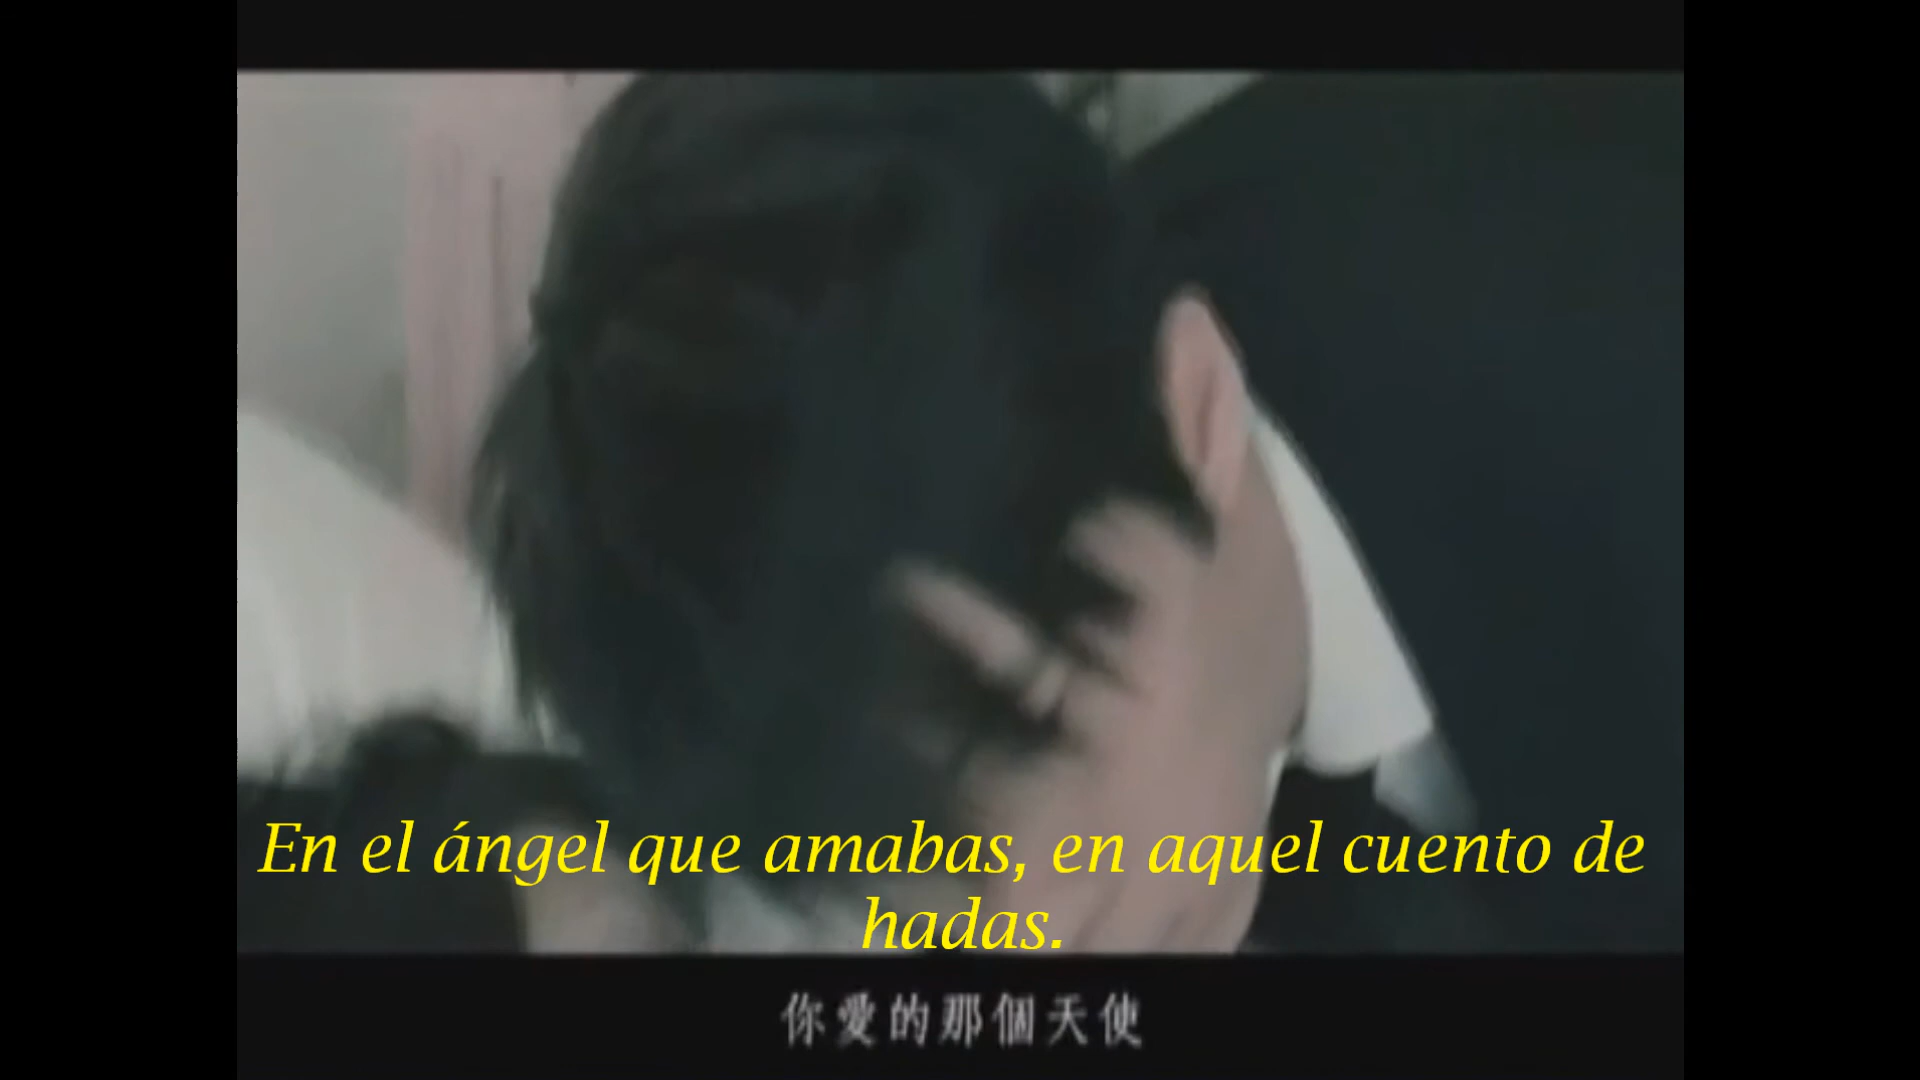 En el ángel que amabas, en aquel cuento de
hadas.
你愛的那個天使